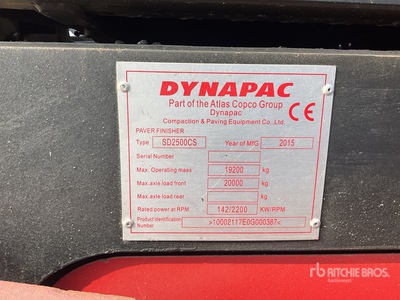 DYNAPAC
Part of the Atlas Copco Group
Dynapac
Compaction & Paving Equipment Co.,Ltd.
CE
PAVER FINISHER
Type SD2500CS Year of MFG 2015
Serial Number
Max. Operating mass 19200 kg
Max. axle load front 20000 kg
Max. axle load rear kg
Rated power at RPM 142/2200 KW/RPM
Product Identification Number >10002117E0G000387<
rb RITCHIE BROS.